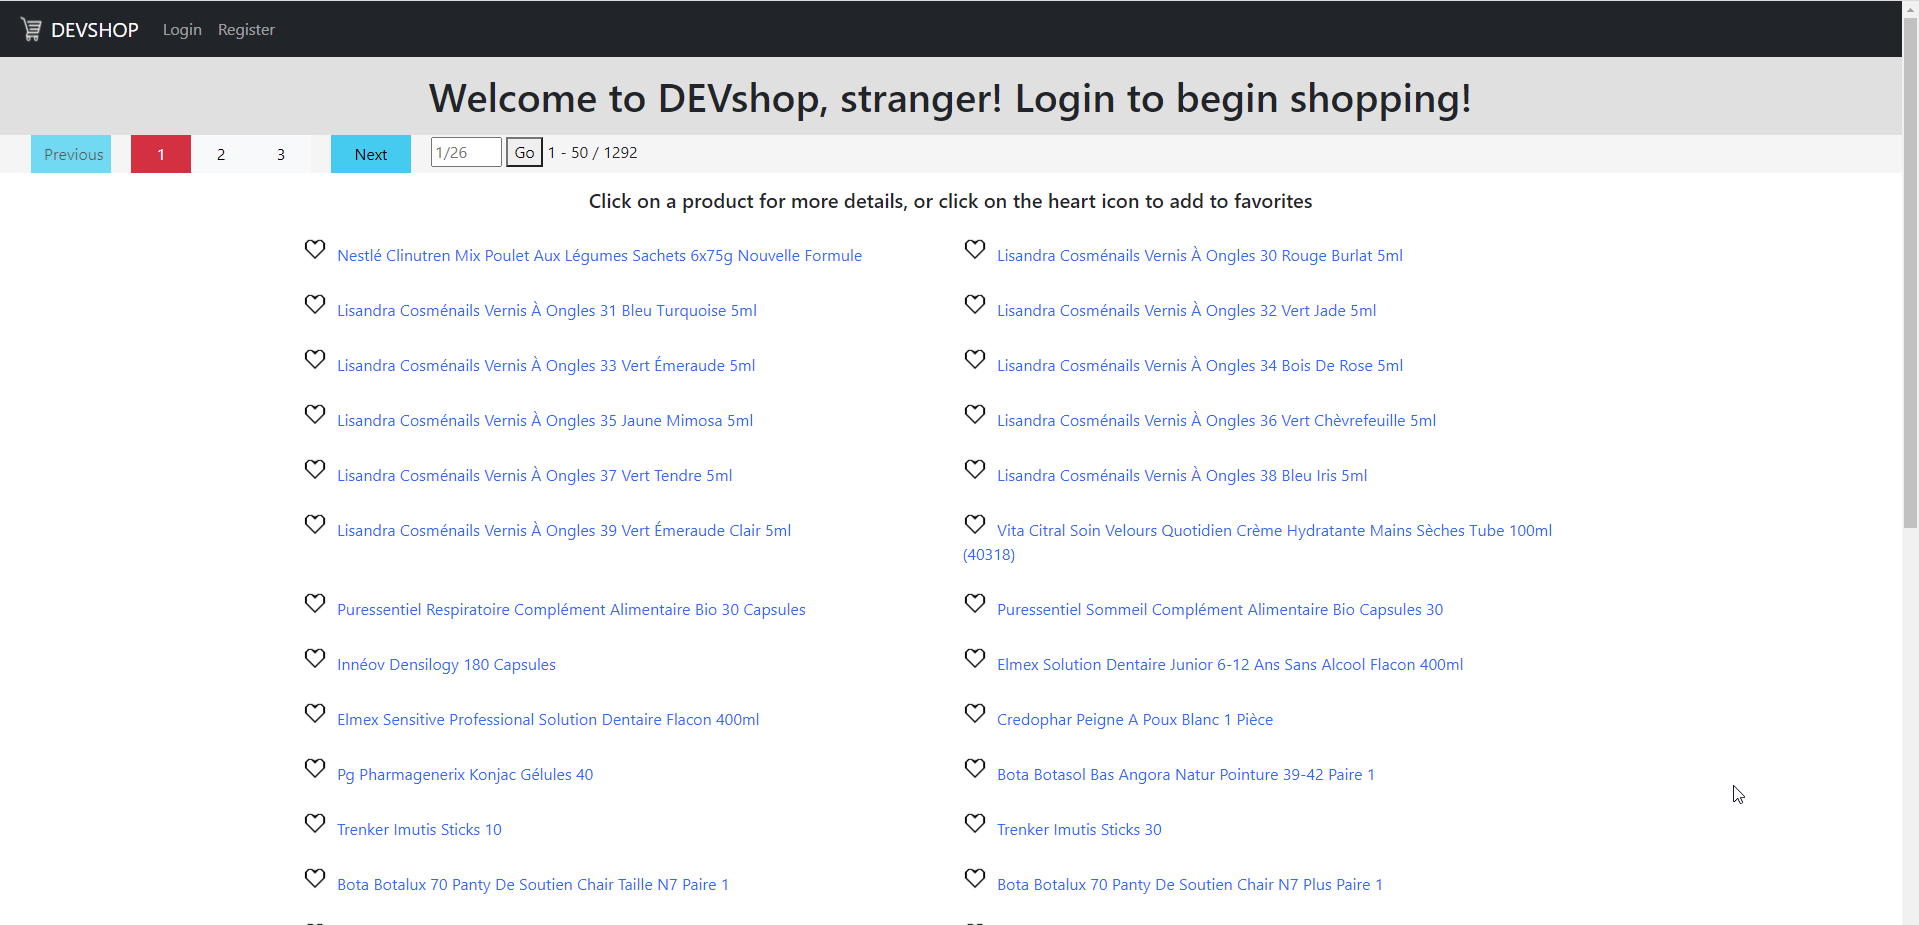 DEVSHOP Login Register
Welcome to DEVshop, stranger! Login to begin shopping!
Previous 1 2 3 Next 1/26 Go 1 - 50 / 1292
Click on a product for more details, or click on the heart icon to add to favorites
Nestlé Clinutren Mix Poulet Aux Légumes Sachets 6x75g Nouvelle Formule
Lisandra Cosménails Vernis À Ongles 30 Rouge Burlat 5ml
Lisandra Cosménails Vernis À Ongles 31 Bleu Turquoise 5ml
Lisandra Cosménails Vernis À Ongles 32 Vert Jade 5ml
Lisandra Cosménails Vernis À Ongles 33 Vert Émeraude 5ml
Lisandra Cosménails Vernis À Ongles 34 Bois De Rose 5ml
Lisandra Cosménails Vernis À Ongles 35 Jaune Mimosa 5ml
Lisandra Cosménails Vernis À Ongles 36 Vert Chèvrefeuille 5ml
Lisandra Cosménails Vernis À Ongles 37 Vert Tendre 5ml
Lisandra Cosménails Vernis À Ongles 38 Bleu Iris 5ml
Lisandra Cosménails Vernis À Ongles 39 Vert Émeraude Clair 5ml
Vita Citral Soin Velours Quotidien Crème Hydratante Mains Sèches Tube 100ml
(40318)
Puressentiel Respiratoire Complément Alimentaire Bio 30 Capsules
Puressentiel Sommeil Complément Alimentaire Bio Capsules 30
Innéov Densilogy 180 Capsules
Elmex Solution Dentaire Junior 6-12 Ans Sans Alcool Flacon 400ml
Elmex Sensitive Professional Solution Dentaire Flacon 400ml
Credophar Peigne A Poux Blanc 1 Pièce
Pg Pharmagenerix Konjac Gélules 40
Bota Botasol Bas Angora Natur Pointure 39-42 Paire 1
Trenker Imutis Sticks 10
Trenker Imutis Sticks 30
Bota Botalux 70 Panty De Soutien Chair Taille N7 Paire 1
Bota Botalux 70 Panty De Soutien Chair N7 Plus Paire 1